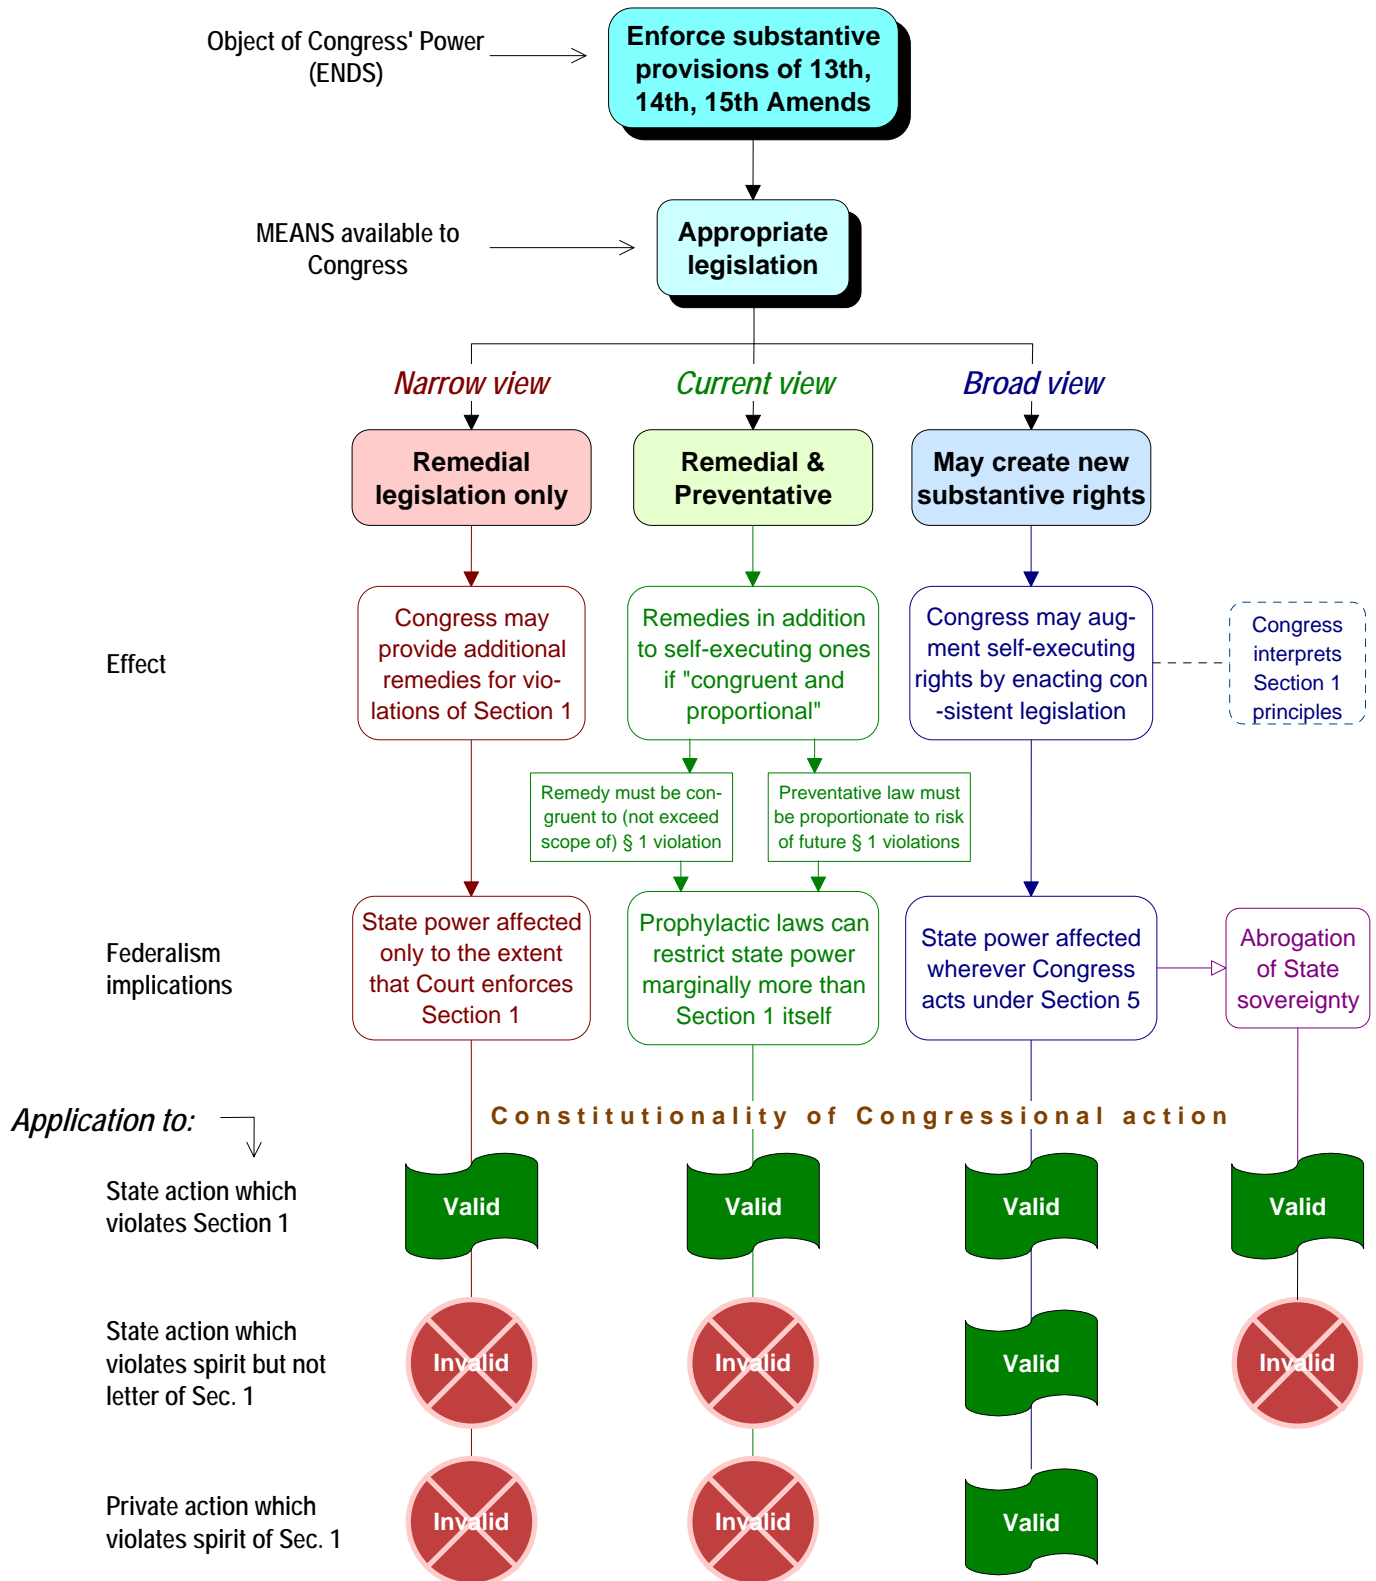 Object of Congress' Power
(ENDS)
Enforce substantive
provisions of 13th,
14th, 15th Amends
MEANS available to
Congress
Appropriate
legislation
Narrow view
Current view
Broad view
Remedial
legislation only
Remedial &
Preventative
May create new
substantive rights
Effect
Congress may
provide additional
remedies for vio-
lations of Section 1
Remedies in addition
to self-executing ones
if "congruent and
proportional"
Congress may aug-
ment self-executing
rights by enacting con
-sistent legislation
Congress
interprets
Section 1
principles
Remedy must be con-
gruent to (not exceed
scope of) § 1 violation
Preventative law must
be proportionate to risk
of future § 1 violations
Federalism
implications
State power affected
only to the extent
that Court enforces
Section 1
Prophylactic laws can
restrict state power
marginally more than
Section 1 itself
State power affected
wherever Congress
acts under Section 5
Abrogation
of State
sovereignty
Application to:
Constitutionality of Congressional action
State action which
violates Section 1
Valid
Valid
Valid
Valid
State action which
violates spirit but not
letter of Sec. 1
Invalid
Invalid
Valid
Invalid
Private action which
violates spirit of Sec. 1
Invalid
Invalid
Valid